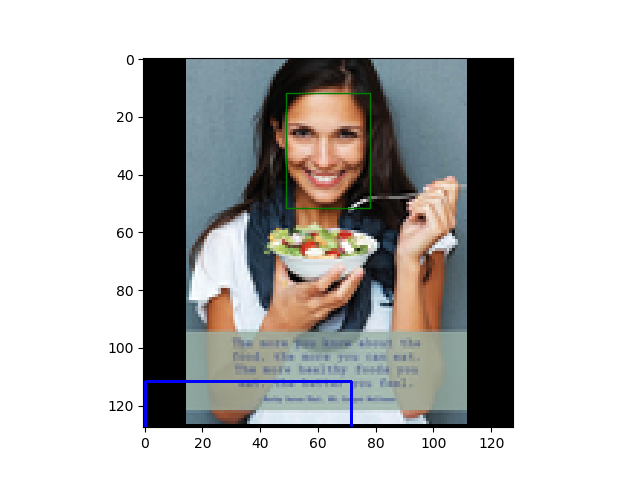 0
20
40
60
80
The more you know about the
100
food, the more you can eat.
The more healthy foods you
eat, the better you feel.
120
0 20 40 60 80 100 120